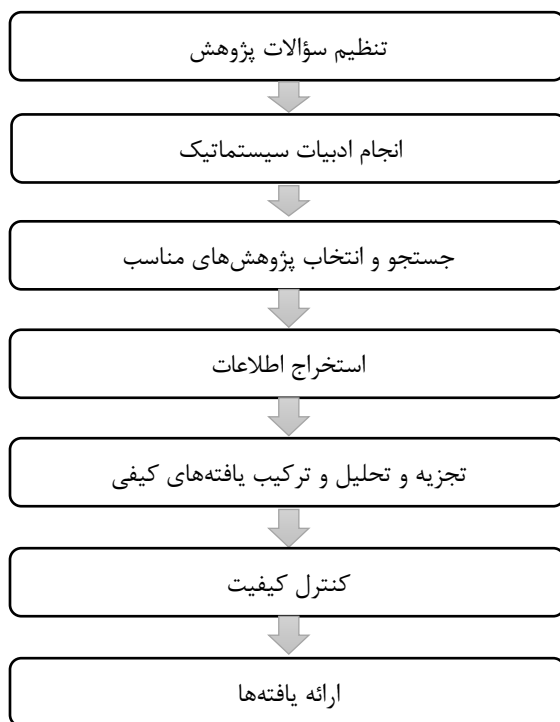 تنظیم سؤالات پژوهش
انجام ادبیات سیستماتیک
جستجو و انتخاب پژوهش‌های مناسب
استخراج اطلاعات
تجزیه و تحلیل و ترکیب یافته‌های کیفی
کنترل کیفیت
ارائه یافته‌ها